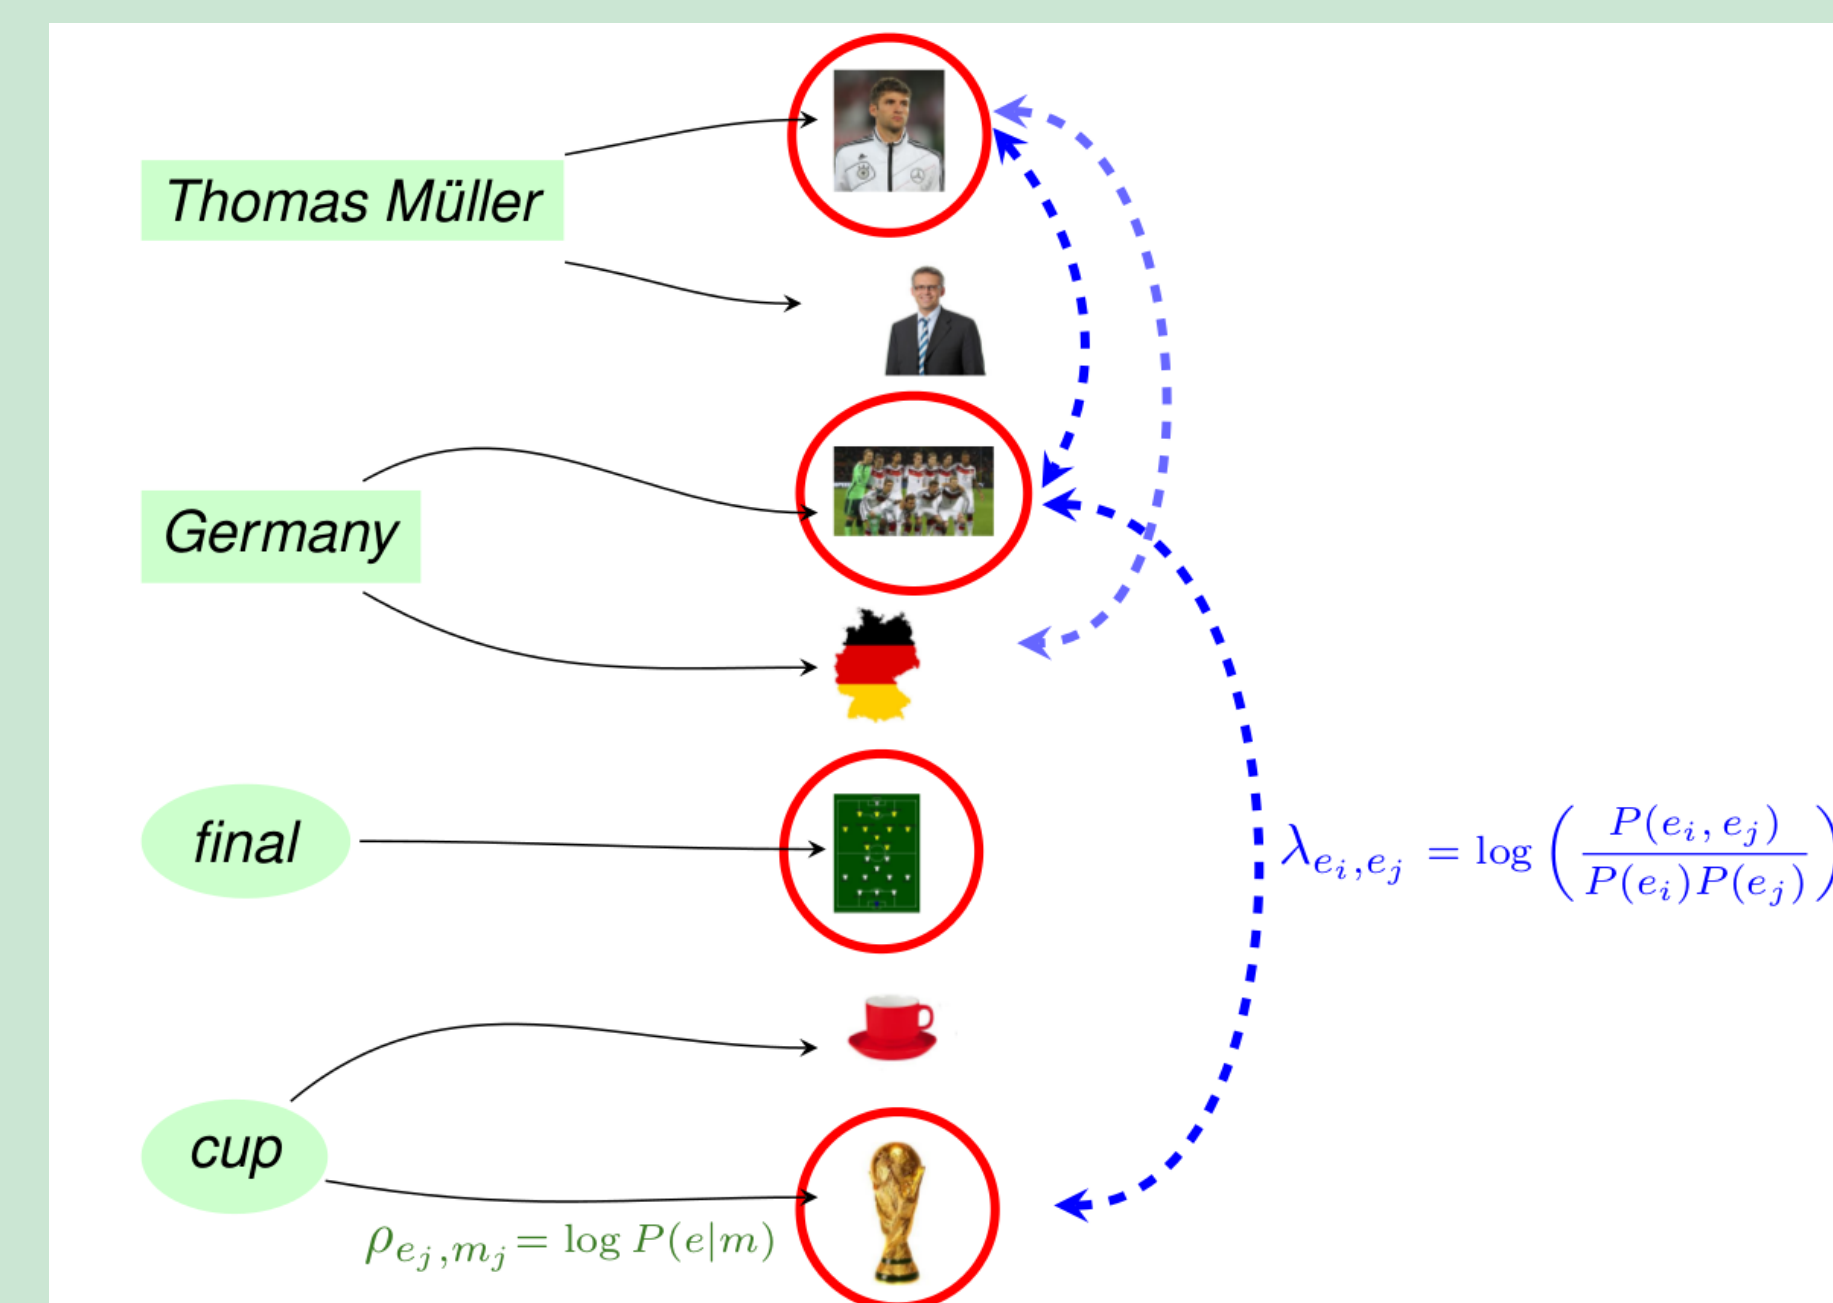 Thomas Müller
Germany
final
λ_{e_i,e_j} = log ( P(e_i, e_j) / P(e_i)P(e_j) )
cup
ρ_{e_j,m_j} = log P(e|m)